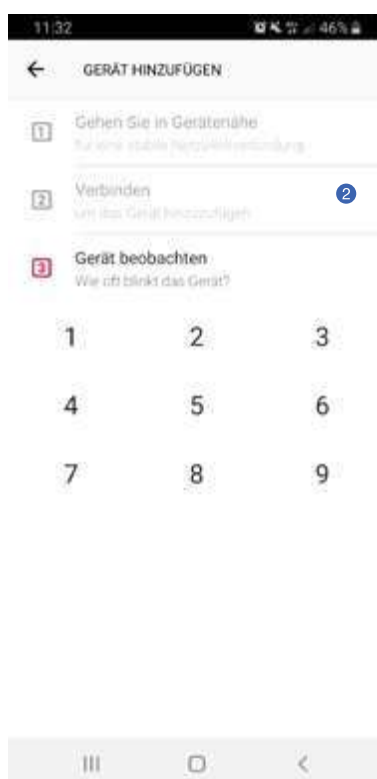 11:32 46%
GERÄT HINZUFÜGEN
1 Gehen Sie in Gerätenähe
für eine stabile Netzwerkverbindung
2 Verbinden 2
um das Gerät hinzuzufügen
3 Gerät beobachten
Wie oft blinkt das Gerät?
1 2 3
4 5 6
7 8 9